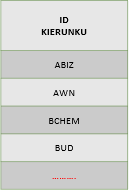 ID
KIERUNKU
ABIZ
AWN
BCHEM
BUD
..........